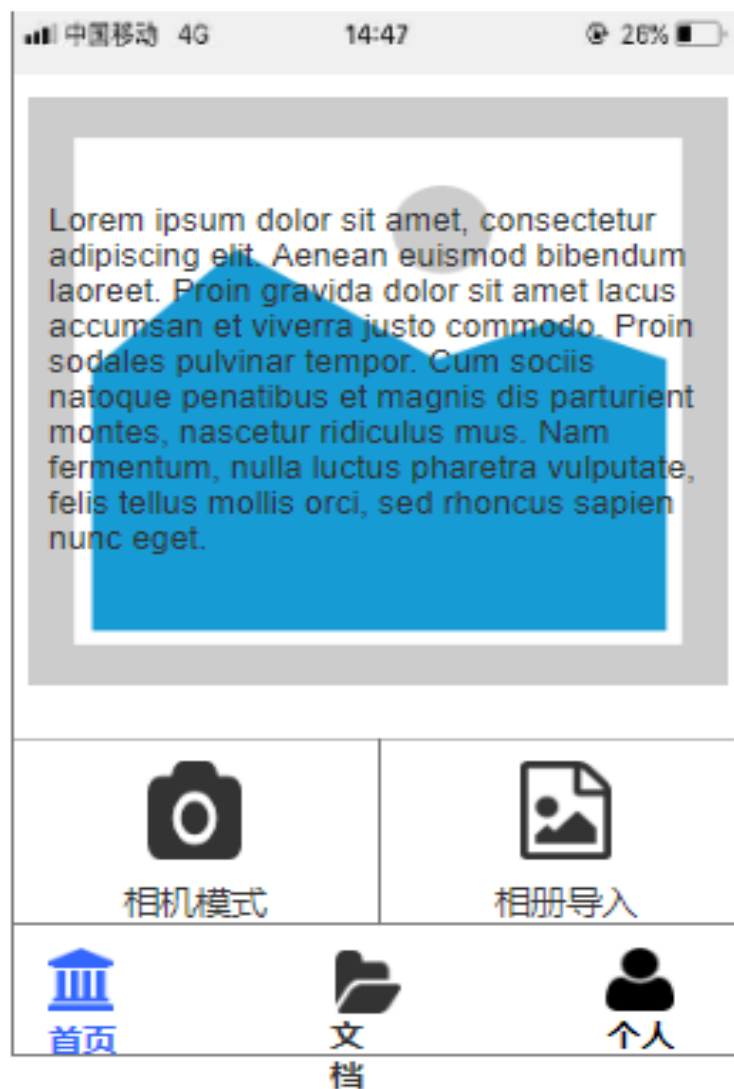 中国移动 4G 14:47 26%
Lorem ipsum dolor sit amet, consectetur
adipiscing elit. Aenean euismod bibendum
laoreet. Proin gravida dolor sit amet lacus
accumsan et viverra justo commodo. Proin
sodales pulvinar tempor. Cum sociis
natoque penatibus et magnis dis parturient
montes, nascetur ridiculus mus. Nam
fermentum, nulla luctus pharetra vulputate,
felis tellus mollis orci, sed rhoncus sapien
nunc eget.
相机模式 相册导入
首页 文 个人
档